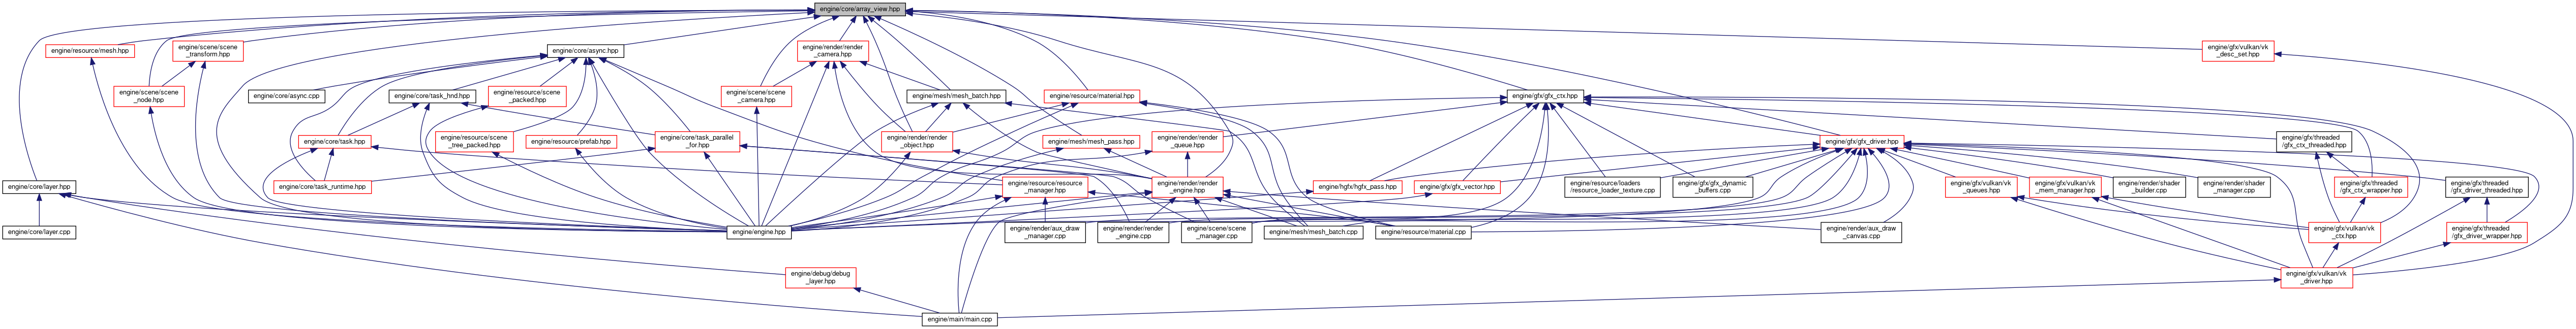 engine/core/array_view.hpp
engine/resource/mesh.hpp
engine/scene/scene
_transform.hpp
engine/core/async.hpp
engine/render/render
_camera.hpp
engine/gfx/vulkan/vk
_desc_set.hpp
engine/scene/scene
_node.hpp
engine/core/async.cpp
engine/core/task_hnd.hpp
engine/resource/scene
_packed.hpp
engine/scene/scene
_camera.hpp
engine/mesh/mesh_batch.hpp
engine/resource/material.hpp
engine/gfx/gfx_ctx.hpp
engine/core/task.hpp
engine/resource/scene
_tree_packed.hpp
engine/resource/prefab.hpp
engine/core/task_parallel
_for.hpp
engine/render/render
_object.hpp
engine/mesh/mesh_pass.hpp
engine/render/render
_queue.hpp
engine/gfx/gfx_driver.hpp
engine/gfx/threaded
/gfx_ctx_threaded.hpp
engine/core/layer.hpp
engine/core/task_runtime.hpp
engine/resource/resource
_manager.hpp
engine/render/render
_engine.hpp
engine/hgfx/hgfx_pass.hpp
engine/gfx/gfx_vector.hpp
engine/resource/loaders
/resource_loader_texture.cpp
engine/gfx/gfx_dynamic
_buffers.cpp
engine/gfx/vulkan/vk
_queues.hpp
engine/gfx/vulkan/vk
_mem_manager.hpp
engine/render/shader
_builder.cpp
engine/render/shader
_manager.cpp
engine/gfx/threaded
_ctx_wrapper.hpp
engine/gfx/threaded
/gfx_driver_threaded.hpp
engine/core/layer.cpp
engine/engine.hpp
engine/render/aux_draw
_manager.cpp
engine/render/render
_engine.cpp
engine/scene/scene
_manager.cpp
engine/mesh/mesh_batch.cpp
engine/resource/material.cpp
engine/render/aux_draw
_canvas.cpp
engine/gfx/vulkan/vk
_ctx.hpp
engine/gfx/threaded
/gfx_driver_wrapper.hpp
engine/debug/debug
_layer.hpp
engine/gfx/vulkan/vk
_driver.hpp
engine/main/main.cpp